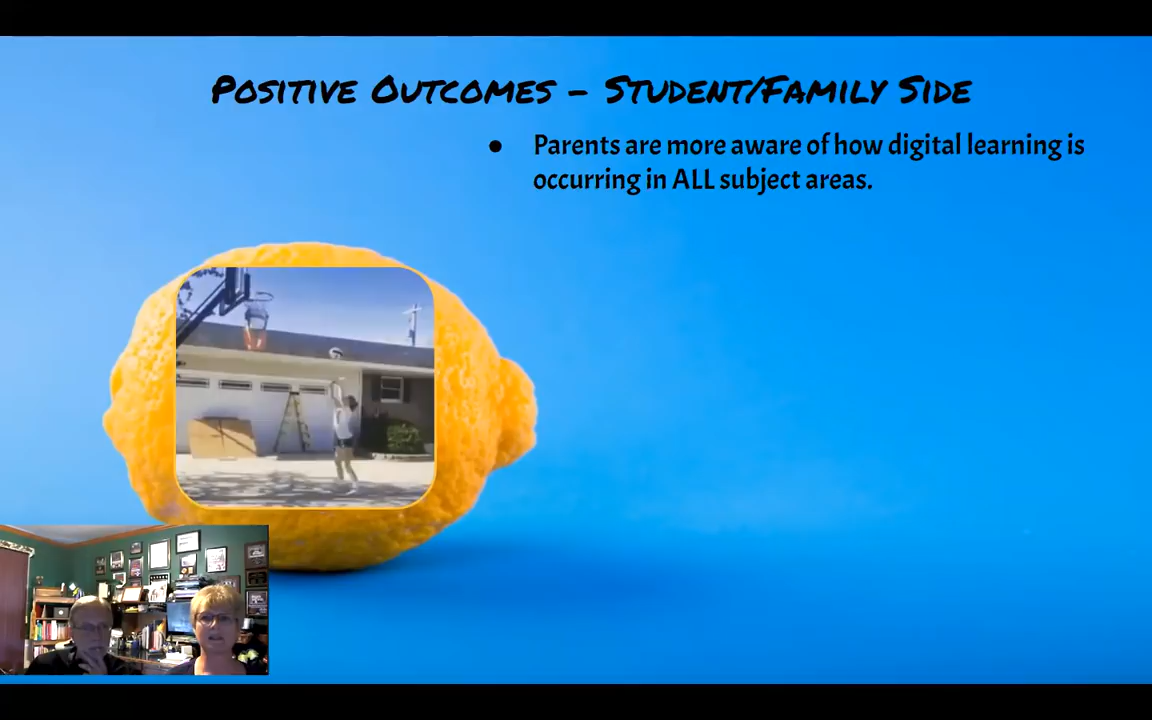 Positive Outcomes - Student/Family Side
● Parents are more aware of how digital learning is
occurring in ALL subject areas.